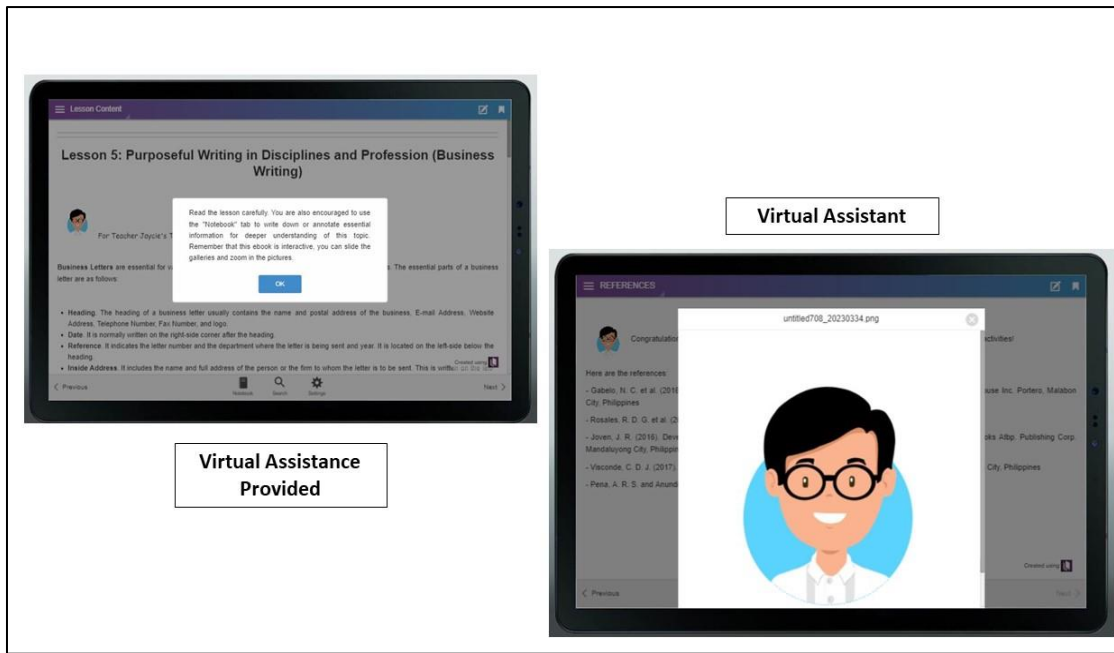 Lesson Content
Lesson 5: Purposeful Writing in Disciplines and Profession (Business
Writing)
For Teacher Joycie's T
Read the lesson carefully. You are also encouraged to use
the "Notebook" tab to write down or annotate essential
information for deeper understanding of this topic.
Remember that this ebook is interactive, you can slide the
galleries and zoom in the pictures.
OK
Business Letters are essential for
The essential parts of a business
letter are as follows:
• Heading. The heading of a business letter usually contains the name and postal address of the business, E-mail Address, Website
Address, Telephone Number, Fax Number, and logo.
• Date. It is normally written on the right-side corner after the heading.
• Reference. It indicates the letter number and the department where the letter is being sent and year. It is located on the left-side below the
heading.
• Inside Address. It includes the name and full address of the person or the firm to whom the letter is to be sent. This is written
Created using
Previous
Notebook
Search
Settings
Next
Virtual Assistance
Provided
Virtual Assistant
REFERENCES
untitled708_20230334.png
Congratulation
activities!
Here are the references:
- Gabelo, N. C. et al. (2016
use Inc. Portero, Malabon
City, Philippines
- Rosales, R. D. G. et al. (2
- Joven, J. R. (2016). Deve
oks Atbp. Publishing Corp.
Mandaluyong City, Philippin
- Visconde, C. D. J. (2017).
City, Philippines
- Pena, A. R. S. and Anund
Created using
Previous
Next